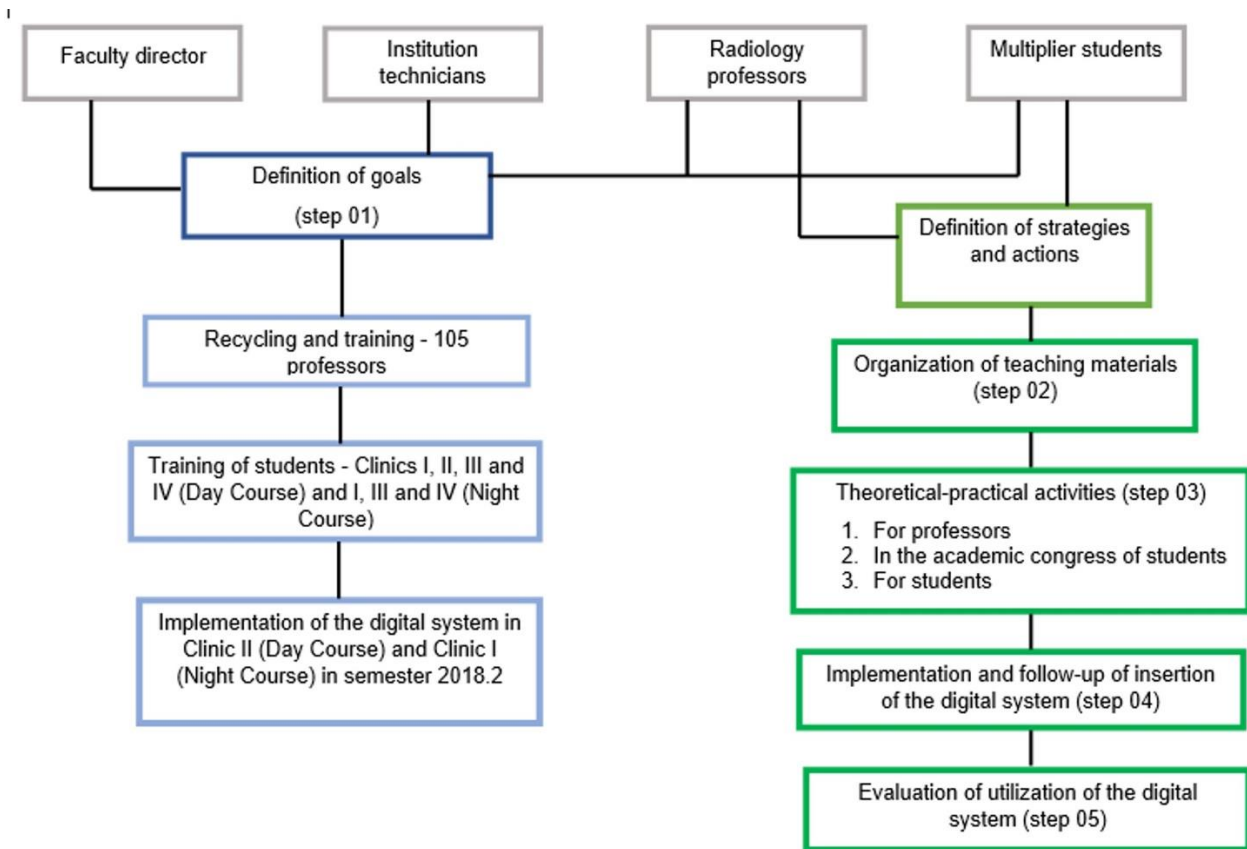 Faculty director
Institution
technicians
Radiology
professors
Multiplier students
Definition of goals
(step 01)
Definition of strategies
and actions
Recycling and training - 105
professors
Organization of teaching materials
(step 02)
Training of students - Clinics I, II, III and
IV (Day Course) and I, III and IV (Night
Course)
Theoretical-practical activities (step 03)
1. For professors
2. In the academic congress of students
3. For students
Implementation of the digital system in
Clinic II (Day Course) and Clinic I
(Night Course) in semester 2018.2
Implementation and follow-up of insertion
of the digital system (step 04)
Evaluation of utilization of the digital
system (step 05)